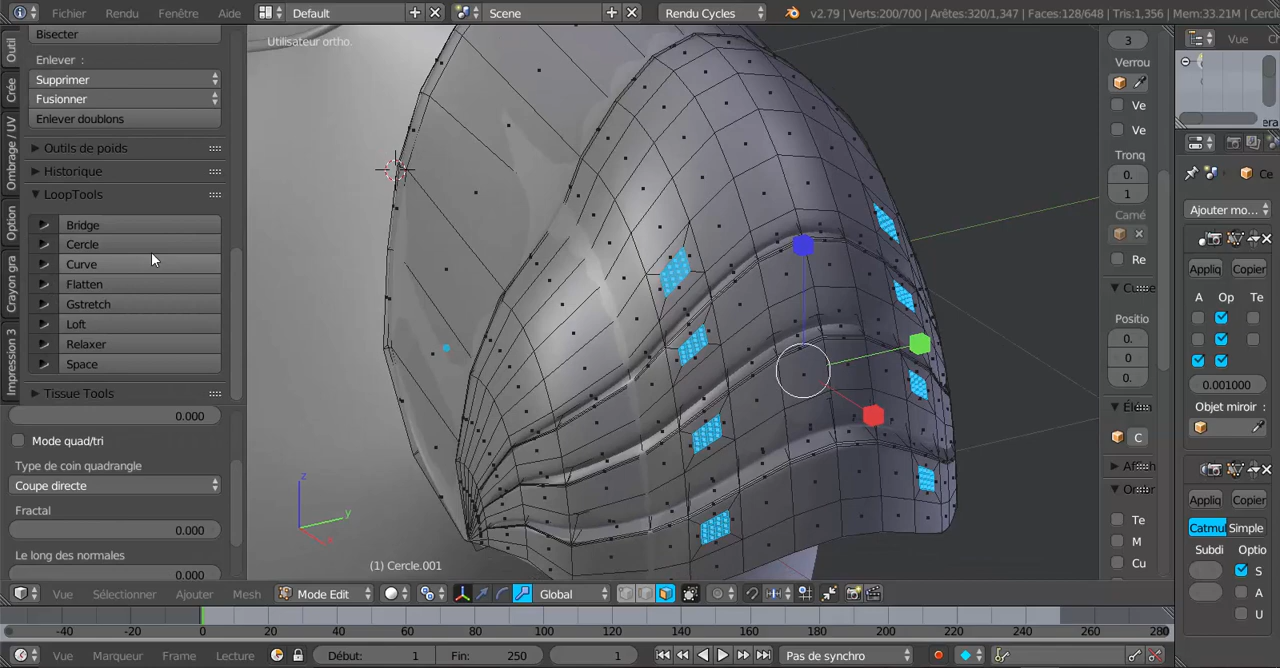 Fichier Rendu Fenêtre Aide Default Scene Rendu Cycles v2.79 | Verts:200/700 | Arêtes:320/1,347 | Faces:128/648 | Tris:1,356 | Mem:33.21M | Cercl
Bisecter
Enlever :
Supprimer
Fusionner
Enlever doublons
Outils de poids
Historique
LoopTools
Bridge
Cercle
Curve
Flatten
Gstretch
Loft
Relaxer
Space
Tissue Tools
0.000
Mode quad/tri
Type de coin quadrangle
Coupe directe
Fractal
0.000
Le long des normales
0.000
Outil
Crée
Ombrage / UV
Option
Crayon gra
Impression 3
Utilisateur ortho.
z
y
x
(1) Cercle.001
3
Verrou
Ve
Ve
Tronq
0.
1
Camé
Re
Cu
Positio
0.
0
0.
Élé
C
Affi
Te
M
Cu
Vue C
era
Ce
Ajouter mo...
Appliq Copier
A Op Te
0.001000
Objet miroir :
Appliq Copier
Catmu Simple
Subdi Optio
S
A
U
Vue Sélectionner Ajouter Mesh Mode Edit Global
-40 -20 0 20 40 60 80 100 120 140 160 180 200 220 240 260 280
Vue Marqueur Frame Lecture Début: 1 Fin: 250 1 Pas de synchro